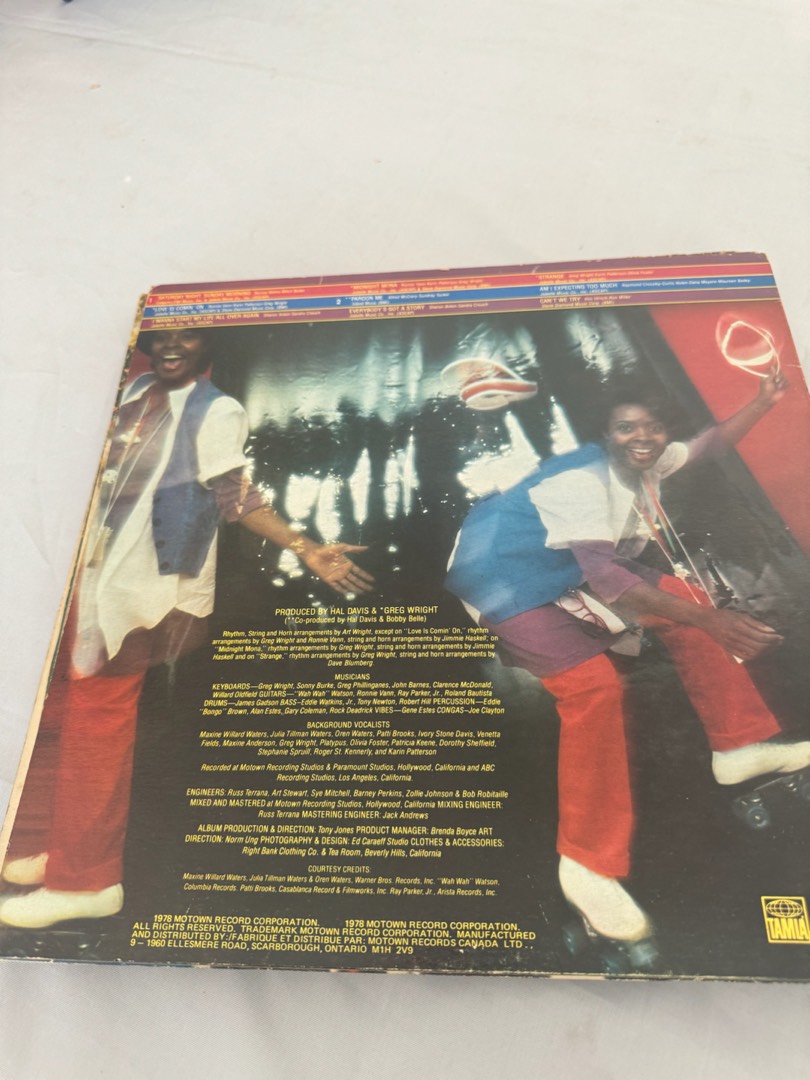 1 SATURDAY NIGHT, SUNDAY MORNING
"LOVE IS COMIN' ON
I WANNA START MY LIFE ALL OVER AGAIN
*MIDNIGHT MONA
2 **PARDON ME
EVERYBODY'S GOT A STORY
*STRANGE
AM I EXPECTING TOO MUCH
CAN'T WE TRY
PRODUCED BY HAL DAVIS & *GREG WRIGHT
(**Co-produced by Hal Davis & Bobby Belle)
Rhythm, String and Horn arrangements by Art Wright, except on "Love Is Comin' On," rhythm
arrangements by Greg Wright and Ronnie Vann, string and horn arrangements by Jimmie Haskell; on
"Midnight Mona," rhythm arrangements by Greg Wright, string and horn arrangements by Jimmie
Haskell and on "Strange," rhythm arrangements by Greg Wright, string and horn arrangements by
Dave Blumberg.
MUSICIANS
KEYBOARDS—Greg Wright, Sonny Burke, Greg Phillinganes, John Barnes, Clarence McDonald,
Willard Oldfield GUITARS—"Wah Wah" Watson, Ronnie Vann, Ray Parker, Jr., Roland Bautista
DRUMS—James Gadson BASS—Eddie Watkins, Jr., Tony Newton, Robert Hill PERCUSSION—Eddie
"Bongo" Brown, Alan Estes, Gary Coleman, Rock Deadrick VIBES—Gene Estes CONGAS—Joe Clayton
BACKGROUND VOCALISTS
Maxine Willard Waters, Julia Tillman Waters, Oren Waters, Patti Brooks, Ivory Stone Davis, Venetta
Fields, Maxine Anderson, Greg Wright, Platypus, Olivia Foster, Patricia Keene, Dorothy Sheffield,
Stephanie Spruill, Roger St. Kennerly, and Karin Patterson
Recorded at Motown Recording Studios & Paramount Studios, Hollywood, California and ABC
Recording Studios, Los Angeles, California.
ENGINEERS: Russ Terrana, Art Stewart, Sye Mitchell, Barney Perkins, Zollie Johnson & Bob Robitaille
MIXED AND MASTERED at Motown Recording Studios, Hollywood, California MIXING ENGINEER:
Russ Terrana MASTERING ENGINEER: Jack Andrews
ALBUM PRODUCTION & DIRECTION: Tony Jones PRODUCT MANAGER: Brenda Boyce ART
DIRECTION: Norm Ung PHOTOGRAPHY & DESIGN: Ed Caraeff Studio CLOTHES & ACCESSORIES:
Right Bank Clothing Co. & Tea Room, Beverly Hills, California
COURTESY CREDITS:
Maxine Willard Waters, Julia Tillman Waters & Oren Waters, Warner Bros. Records, Inc. "Wah Wah" Watson,
Columbia Records. Patti Brooks, Casablanca Record & Filmworks, Inc. Ray Parker, Jr., Arista Records, Inc.
1978 MOTOWN RECORD CORPORATION. 1978 MOTOWN RECORD CORPORATION.
ALL RIGHTS RESERVED. TRADEMARK MOTOWN RECORD CORPORATION. MANUFACTURED
AND DISTRIBUTED BY:/FABRIQUE ET DISTRIBUE PAR: MOTOWN RECORDS CANADA LTD..
9 – 1960 ELLESMERE ROAD, SCARBOROUGH, ONTARIO M1H 2V9
TAMLA